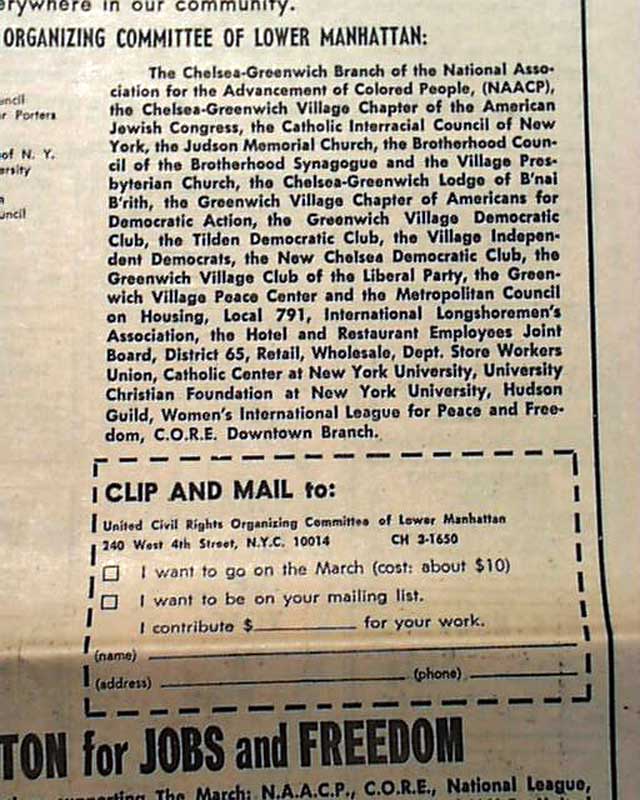 erywhere in our community.
ORGANIZING COMMITTEE OF LOWER MANHATTAN:
The Chelsea-Greenwich Branch of the National Asso-
ciation for the Advancement of Colored People, (NAACP),
the Chelsea-Greenwich Village Chapter of the American
Jewish Congress, the Catholic Interracial Council of New
York, the Judson Memorial Church, the Brotherhood Coun-
cil of the Brotherhood Synagogue and the Village Pres-
byterian Church, the Chelsea-Greenwich Lodge of B'nai
B'rith, the Greenwich Village Chapter of Americans for
Democratic Action, the Greenwich Village Democratic
Club, the Tilden Democratic Club, the Village Indepen-
dent Democrats, the New Chelsea Democratic Club, the
Greenwich Village Club of the Liberal Party, the Green-
wich Village Peace Center and the Metropolitan Council
on Housing, Local 791, International Longshoremen's
Association, the Hotel and Restaurant Employees Joint
Board, District 65, Retail, Wholesale, Dept. Store Workers
Union, Catholic Center at New York University, University
Christian Foundation at New York University, Hudson
Guild, Women's International League for Peace and Free-
dom, C.O.R.E. Downtown Branch.
uncil
r Porters
of N. Y.
ersity
n
uncil
CLIP AND MAIL to:
United Civil Rights Organizing Committee of Lower Manhattan
240 West 4th Street, N.Y.C. 10014 CH 3-1650
I want to go on the March (cost: about $10)
I want to be on your mailing list.
I contribute $ for your work.
(name)
(address) (phone)
TON for JOBS and FREEDOM
supporting The March: N.A.A.C.P., C.O.R.E., National League,